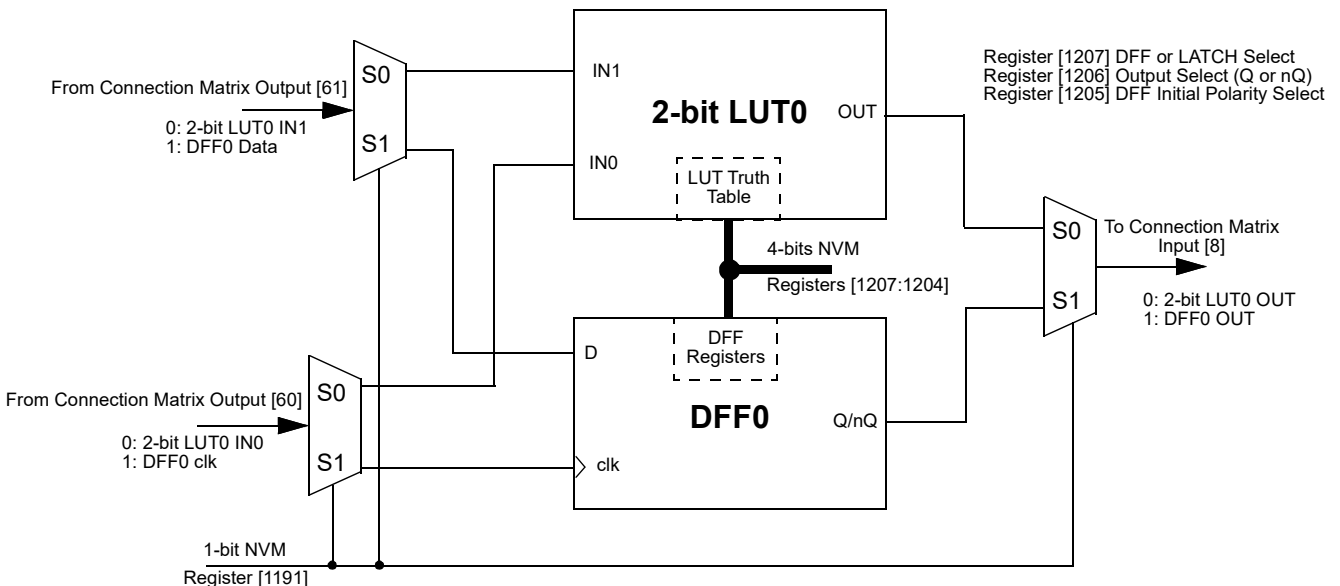 From Connection Matrix Output [61]
0: 2-bit LUT0 IN1
1: DFF0 Data
S0
S1
IN1
IN0
2-bit LUT0
OUT
LUT Truth
Table
Register [1207] DFF or LATCH Select
Register [1206] Output Select (Q or nQ)
Register [1205] DFF Initial Polarity Select
4-bits NVM
Registers [1207:1204]
S0
S1
To Connection Matrix
Input [8]
0: 2-bit LUT0 OUT
1: DFF0 OUT
From Connection Matrix Output [60]
0: 2-bit LUT0 IN0
1: DFF0 clk
S0
S1
D
clk
DFF
Registers
DFF0
Q/nQ
1-bit NVM
Register [1191]